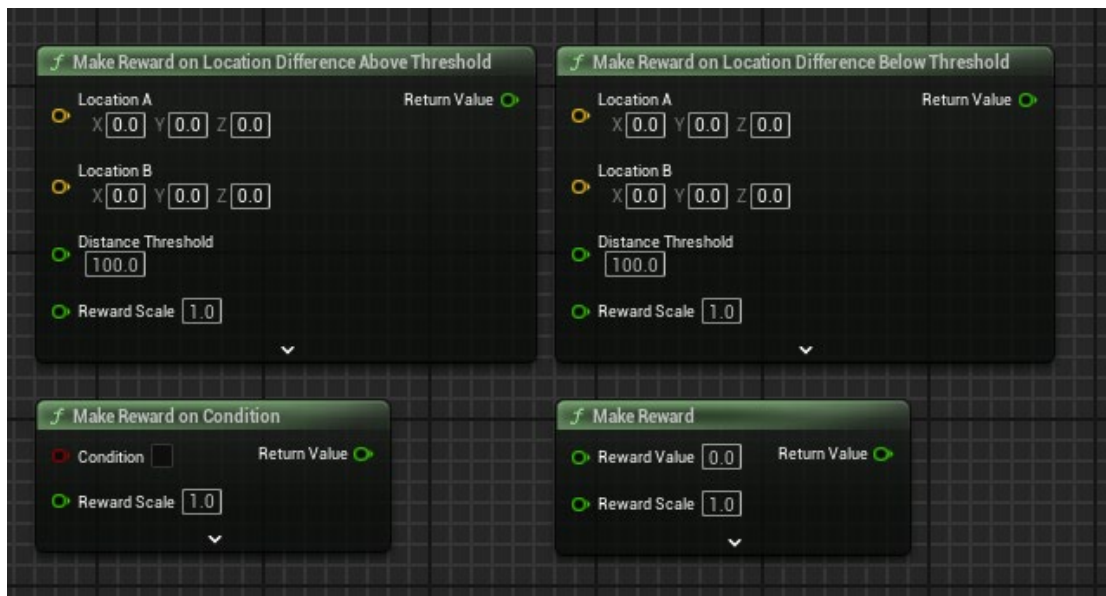 f Make Reward on Location Difference Above Threshold
Location A
Return Value
X 0.0 Y 0.0 Z 0.0
Location B
X 0.0 Y 0.0 Z 0.0
Distance Threshold
100.0
Reward Scale 1.0
f Make Reward on Location Difference Below Threshold
Location A
Return Value
X 0.0 Y 0.0 Z 0.0
Location B
X 0.0 Y 0.0 Z 0.0
Distance Threshold
100.0
Reward Scale 1.0
f Make Reward on Condition
Condition
Return Value
Reward Scale 1.0
f Make Reward
Reward Value 0.0
Return Value
Reward Scale 1.0